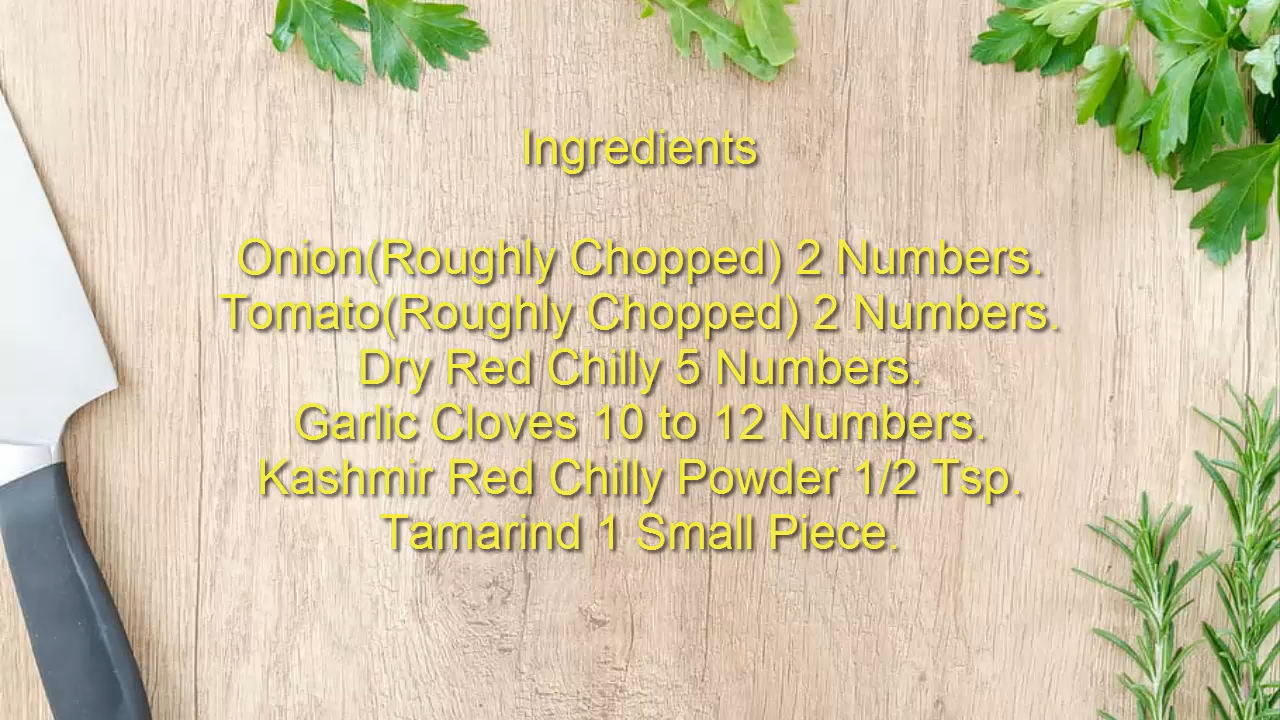 Ingredients
Onion(Roughly Chopped) 2 Numbers.
Tomato(Roughly Chopped) 2 Numbers.
Dry Red Chilly 5 Numbers.
Garlic Cloves 10 to 12 Numbers.
Kashmir Red Chilly Powder 1/2 Tsp.
Tamarind 1 Small Piece.